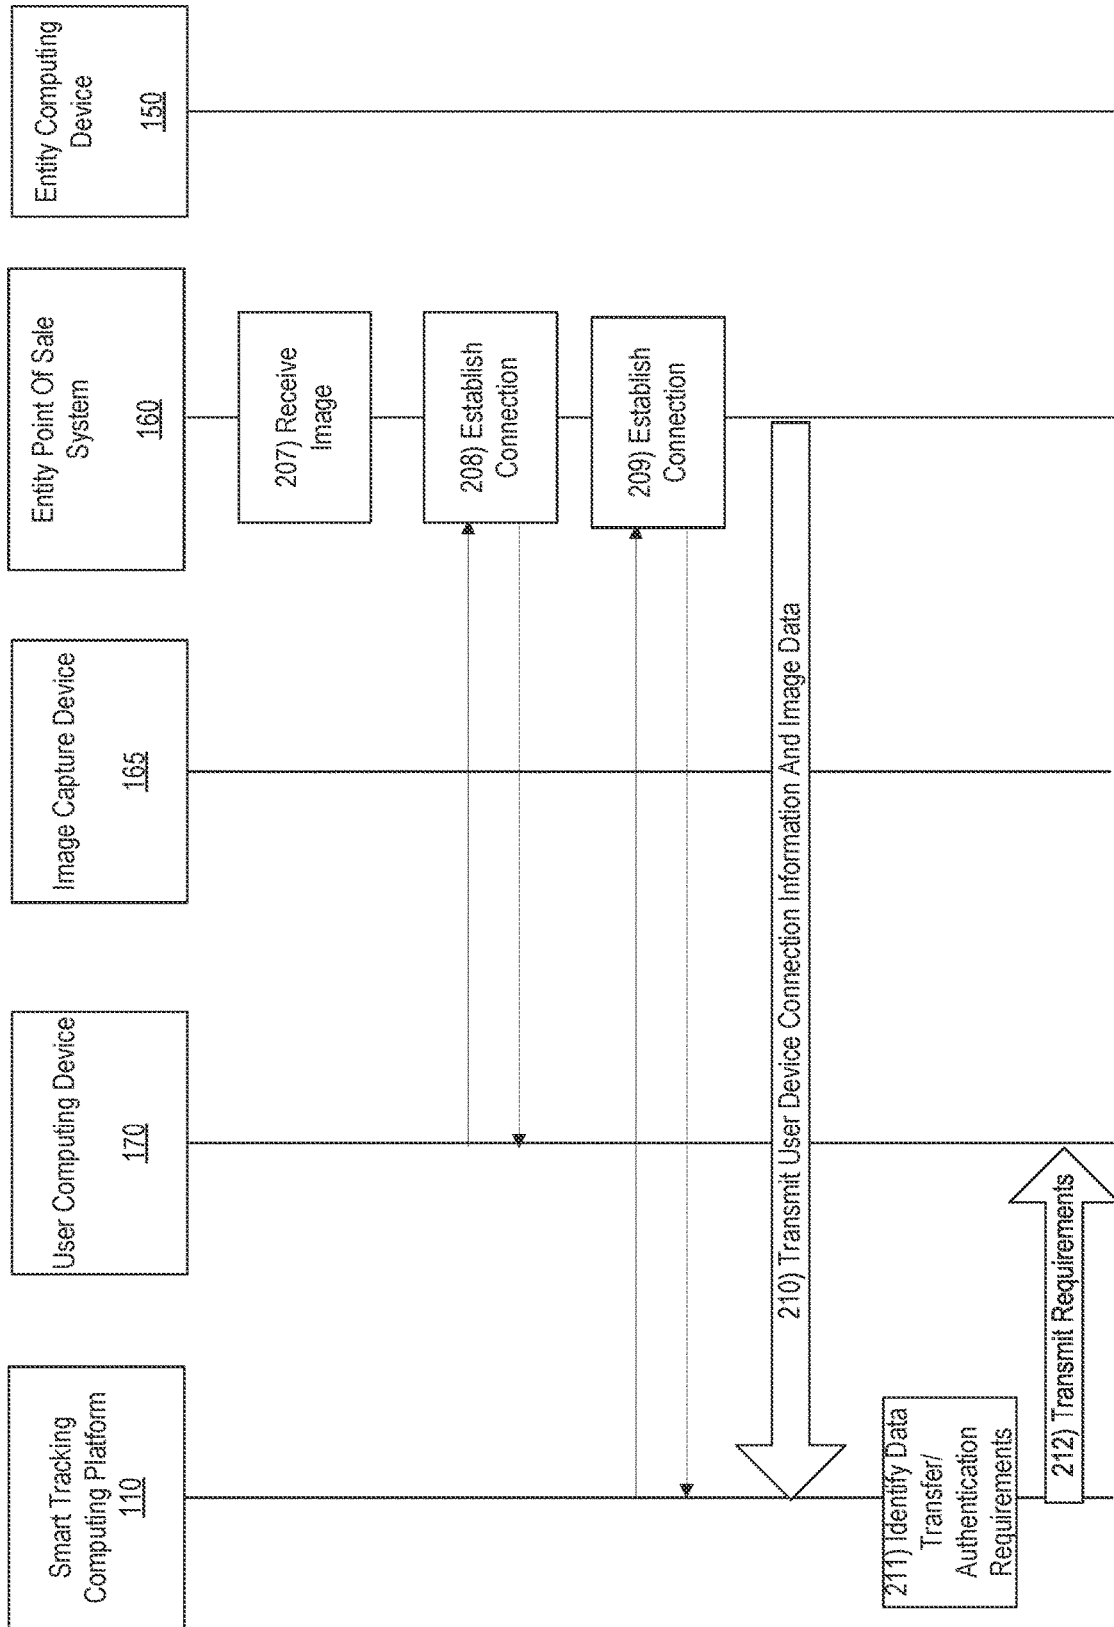 Smart Tracking
Computing Platform
110
User Computing Device
170
Image Capture Device
165
Entity Point Of Sale
System
160
Entity Computing
Device
150
207) Receive
Image
208) Establish
Connection
209) Establish
Connection
210) Transmit User Device Connection Information And Image Data
211) Identify Data
Transfer/
Authentication
Requirements
212) Transmit Requirements